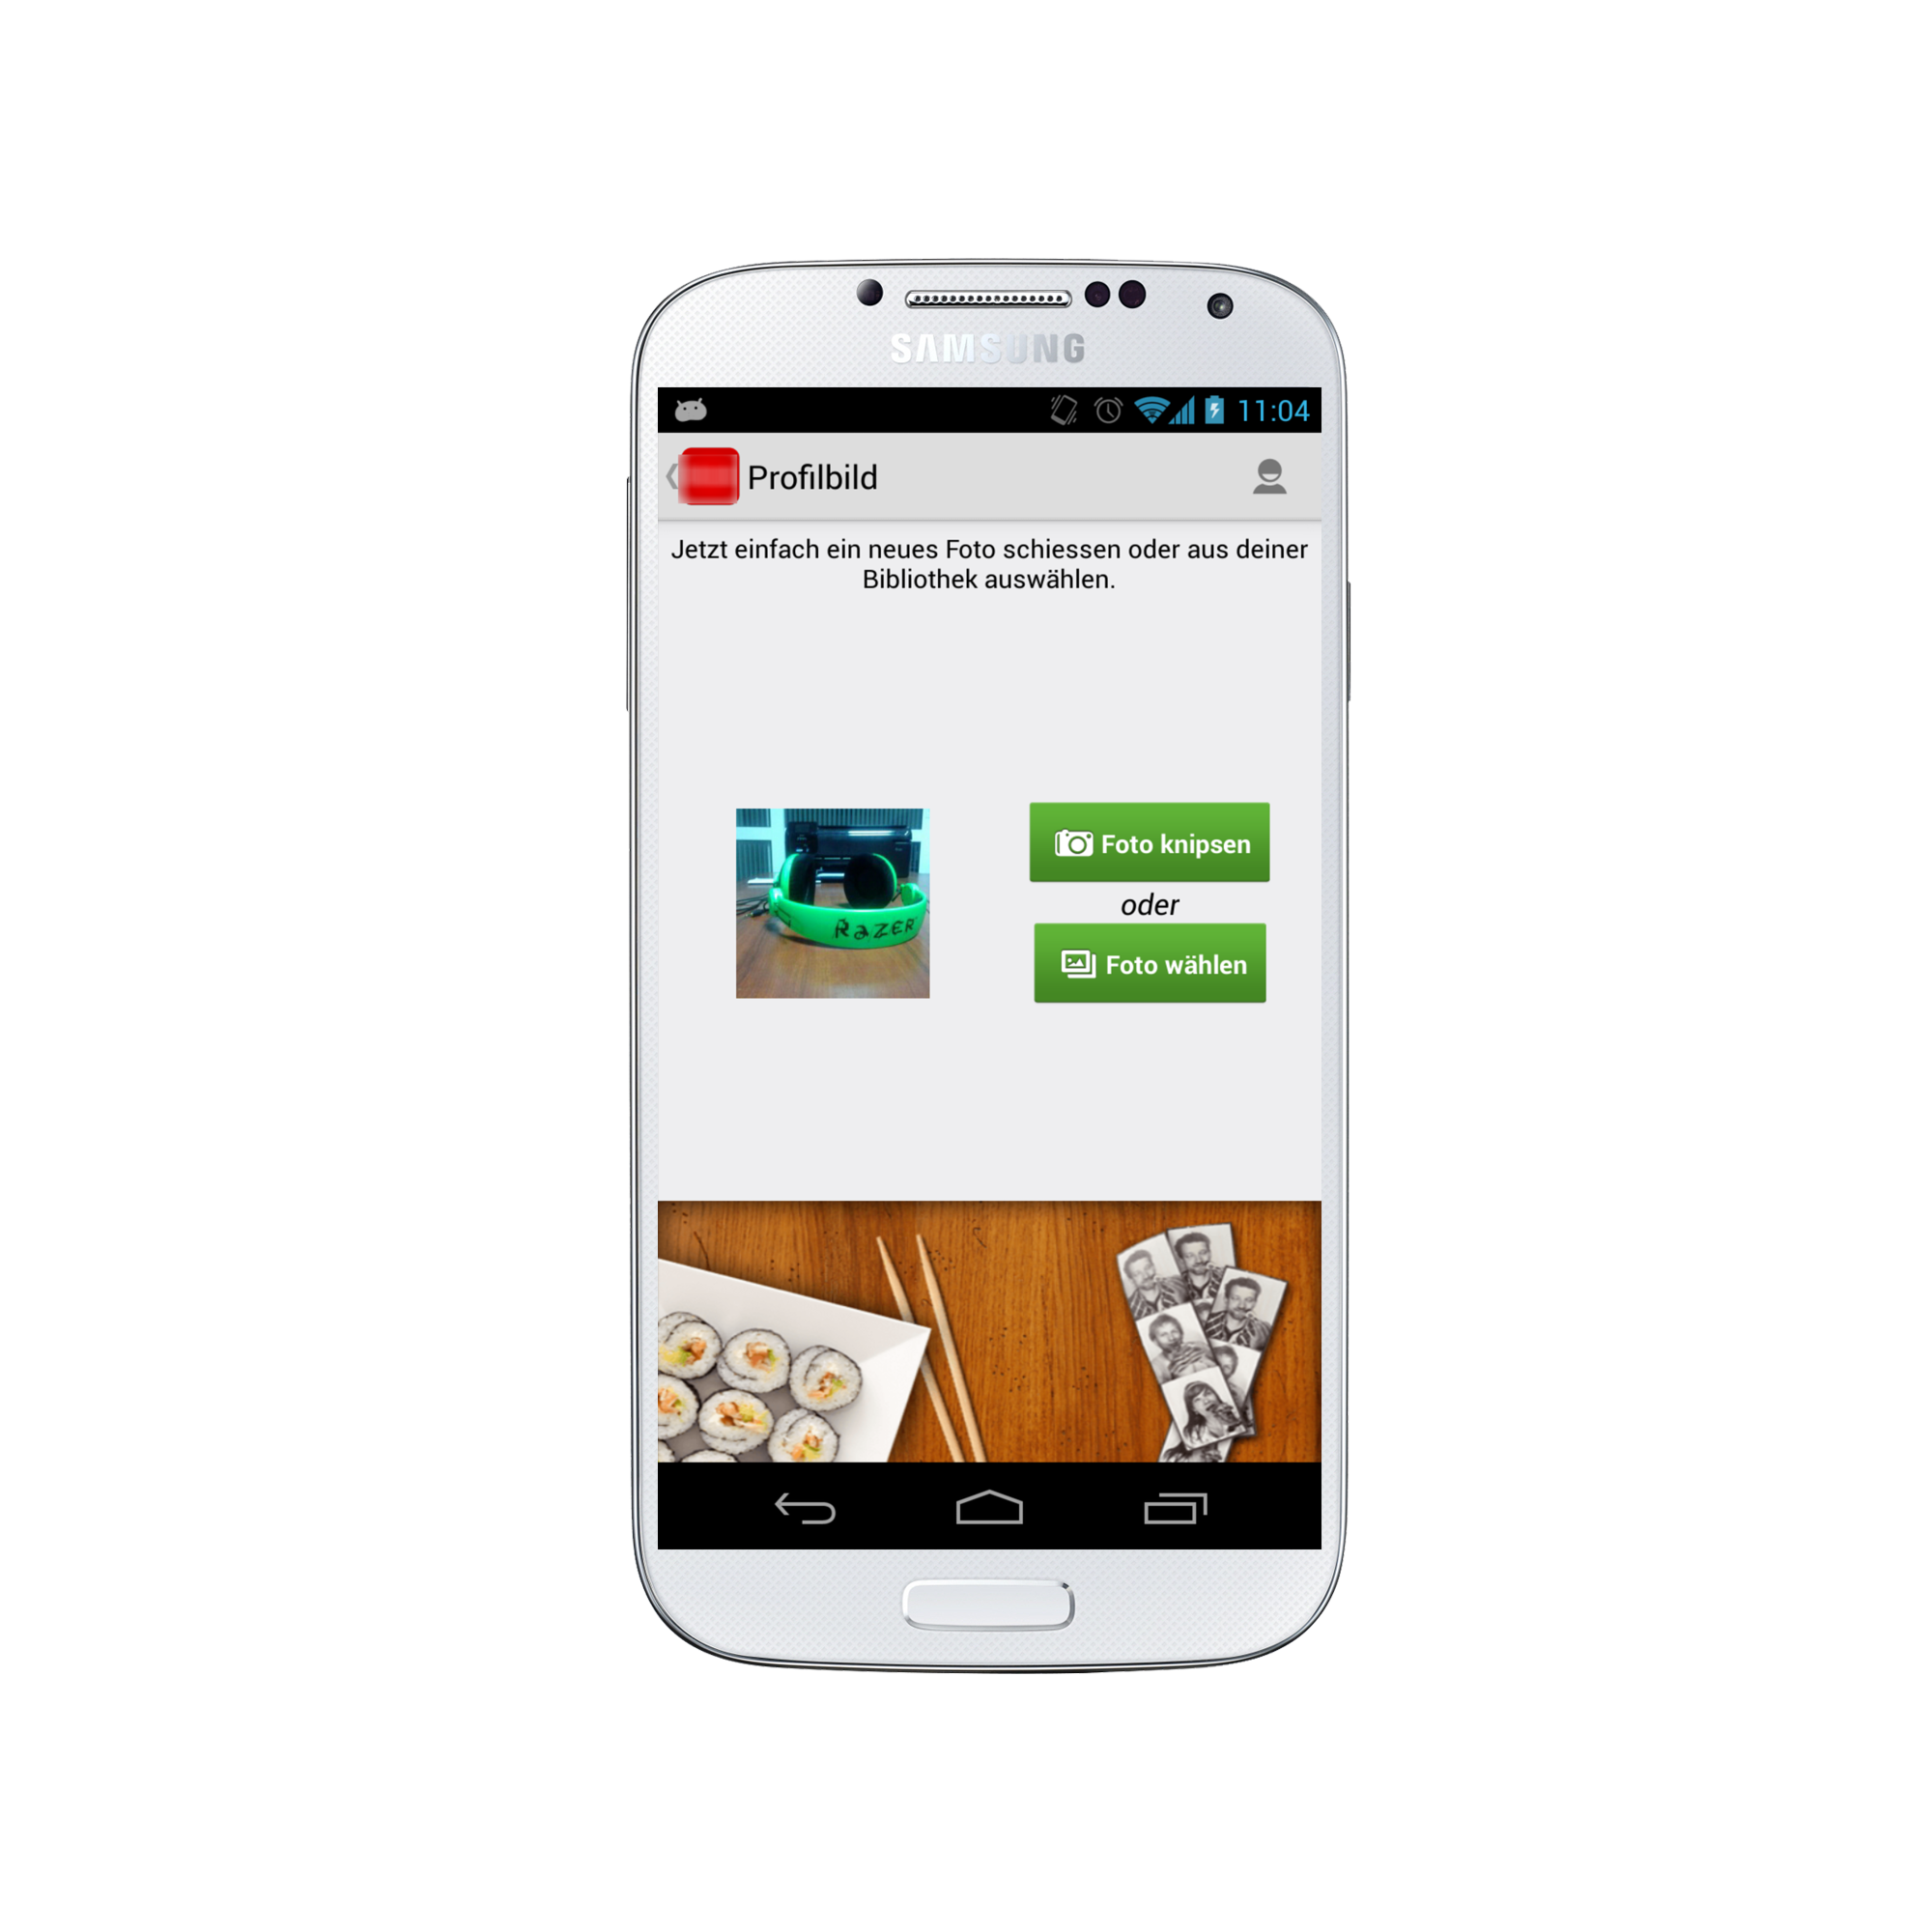 SAMSUNG
11:04
Profilbild
Jetzt einfach ein neues Foto schiessen oder aus deiner
Bibliothek auswählen.
Foto knipsen
oder
RAZER
Foto wählen